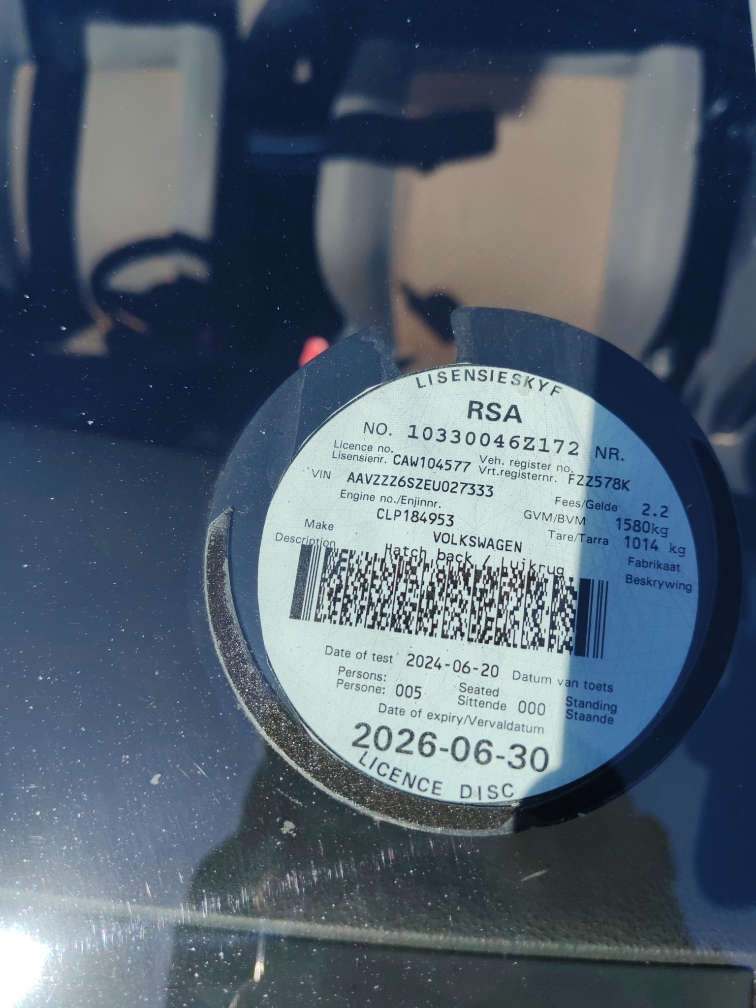 LISENSIESKYF
RSA
NO. 10330046Z172 NR.
Licence no. Veh. register no.
Lisensienr. CAW104577 Vrt.registernr. FZZ578K
VIN AAVZZZ6SZEU027333 Fees/Gelde 2.2
Engine no./Enjinnr. GVM/BVM 1580kg
CLP184953 Tare/Tarra 1014 kg
Make VOLKSWAGEN Fabrikaat
Description Hatch back / Luikrug Beskrywing
Date of test 2024-06-20 Datum van toets
Persons: Seated Standing
Persone: 005 Sittende 000 Staande
Date of expiry/Vervaldatum
2026-06-30
LICENCE DISC